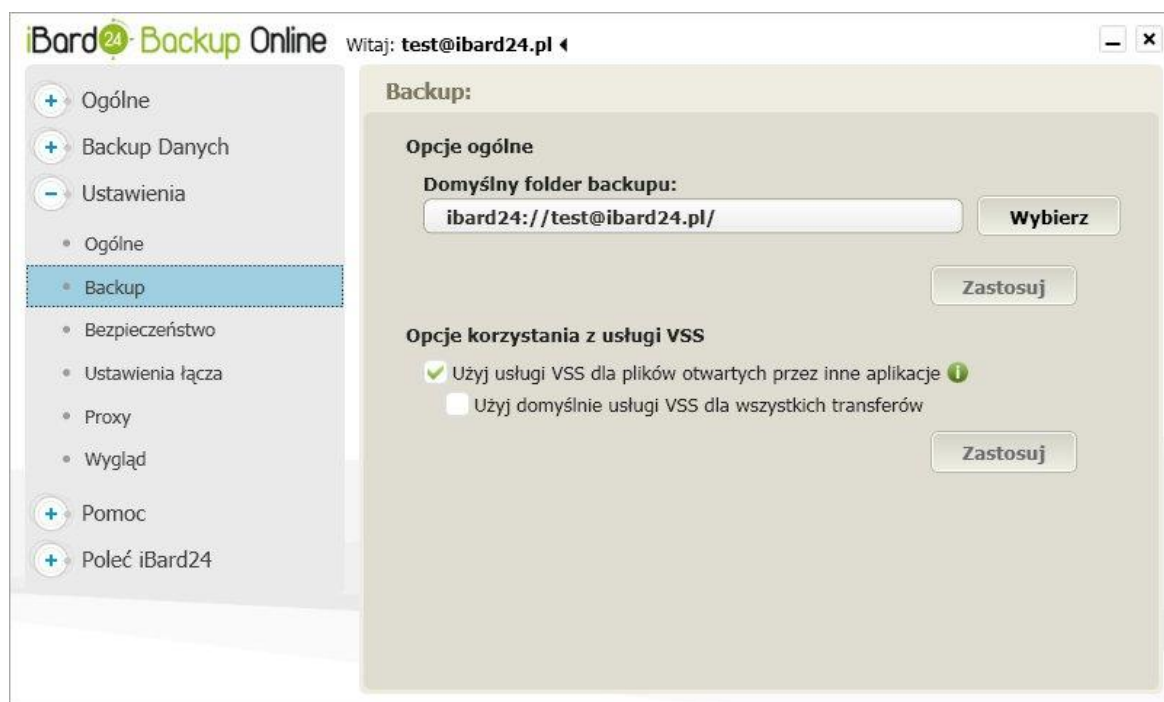 iBard24 Backup Online Witaj: test@ibard24.pl
Ogólne
Backup Danych
Ustawienia
Ogólne
Backup
Bezpieczeństwo
Ustawienia łącza
Proxy
Wygląd
Pomoc
Poleć iBard24
Backup:
Opcje ogólne
Domyślny folder backupu:
ibard24://test@ibard24.pl/ Wybierz
Zastosuj
Opcje korzystania z usługi VSS
Użyj usługi VSS dla plików otwartych przez inne aplikacje
Użyj domyślnie usługi VSS dla wszystkich transferów
Zastosuj